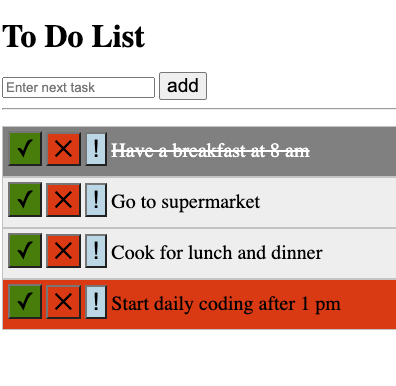 To Do List
Enter next task add
✓ ✕ ! Have a breakfast at 8 am
✓ ✕ ! Go to supermarket
✓ ✕ ! Cook for lunch and dinner
✓ ✕ ! Start daily coding after 1 pm